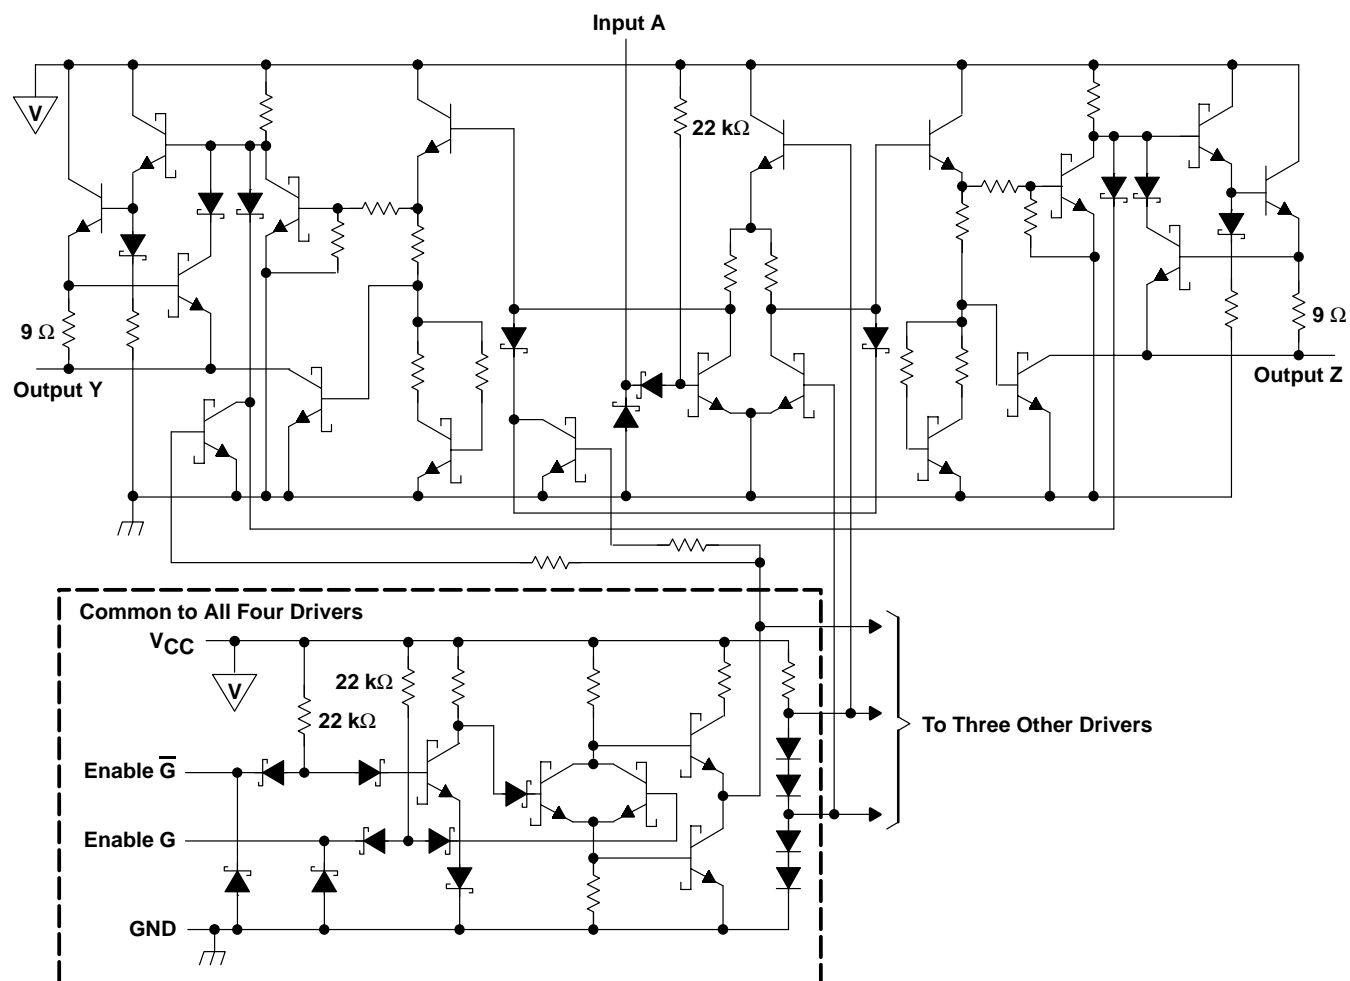 Input A
V
22 kΩ
9 Ω
9 Ω
Output Y
Output Z
Common to All Four Drivers
VCC
V
22 kΩ
22 kΩ
To Three Other Drivers
Enable G̅
Enable G
GND